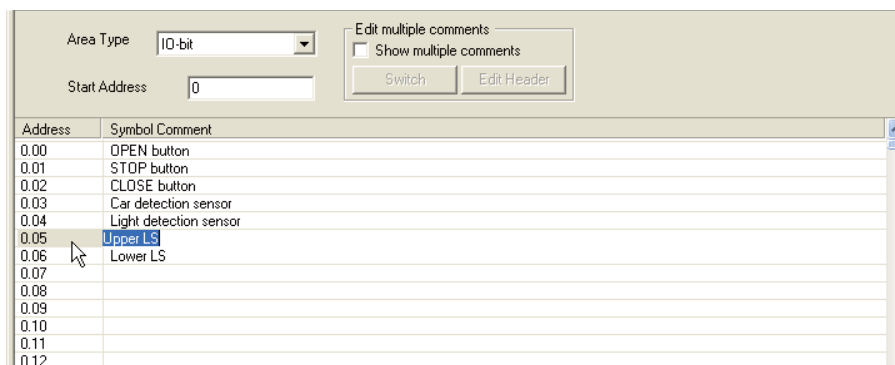 Edit multiple comments
Area Type IO-bit
Show multiple comments
Switch Edit Header
Start Address 0
Address Symbol Comment
0.00 OPEN button
0.01 STOP button
0.02 CLOSE button
0.03 Car detection sensor
0.04 Light detection sensor
0.05 Upper LS
0.06 Lower LS
0.07
0.08
0.09
0.10
0.11
0.12